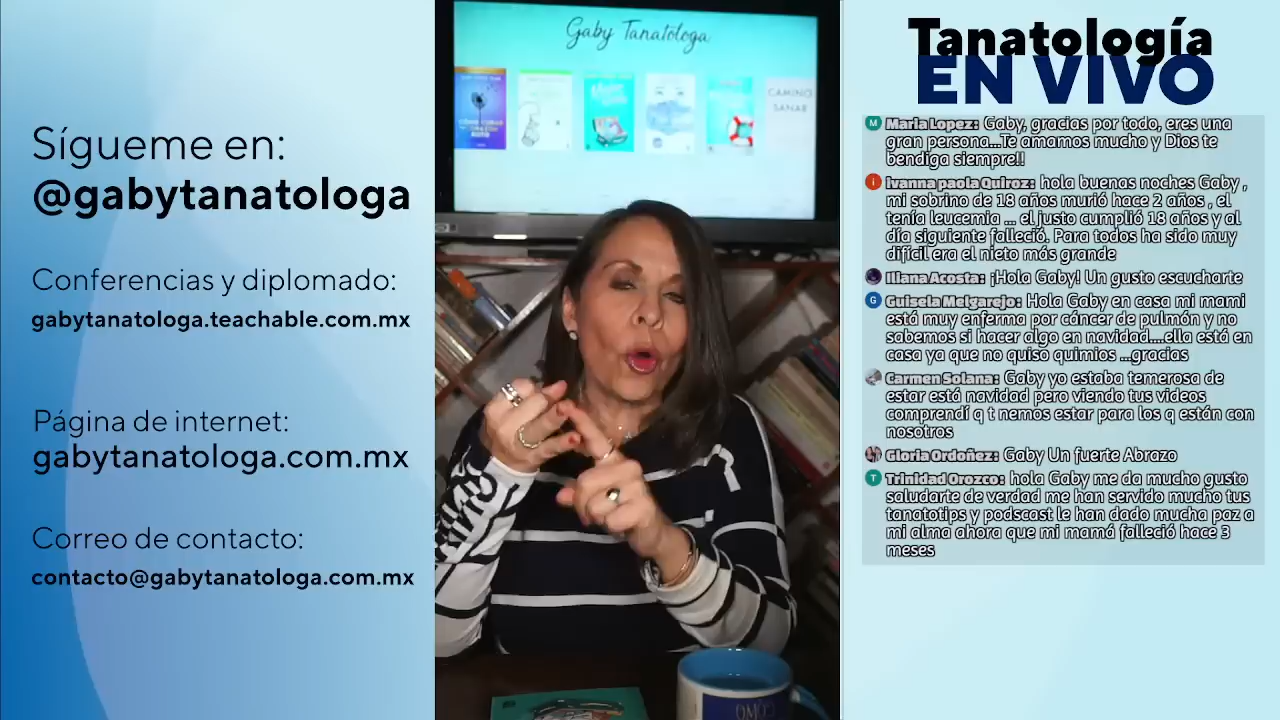 Sígueme en:
@gabytanatologa
Conferencias y diplomado:
gabytanatologa.teachable.com.mx
Página de internet:
gabytanatologa.com.mx
Correo de contacto:
contacto@gabytanatologa.com.mx
Gaby Tanatóloga
CAMINO
SANAR
CÓMO
Tanatología
EN VIVO
M
Maria Lopez: Gaby, gracias por todo, eres una
gran persona...Te amamos mucho y Dios te
bendiga siempre!!
i
ivanna paola Quiroz: hola buenas noches Gaby ,
mi sobrino de 18 años murió hace 2 años , el
tenía leucemia ... el justo cumplió 18 años y al
día siguiente falleció. Para todos ha sido muy
difícil era el nieto más grande
Iliana Acosta: ¡Hola Gaby! Un gusto escucharte
G
Guisela Melgarejo: Hola Gaby en casa mi mami
está muy enferma por cáncer de pulmón y no
sabemos si hacer algo en navidad....ella está en
casa ya que no quiso quimios ...gracias
Carmen Solana: Gaby yo estaba temerosa de
estar está navidad pero viendo tus videos
comprendí q t nemos estar para los q están con
nosotros
Gloria Ordoñez: Gaby Un fuerte Abrazo
T
Trinidad Orozco: hola Gaby me da mucho gusto
saludarte de verdad me han servido mucho tus
tanatotips y podscast le han dado mucha paz a
mi alma ahora que mi mamá falleció hace 3
meses